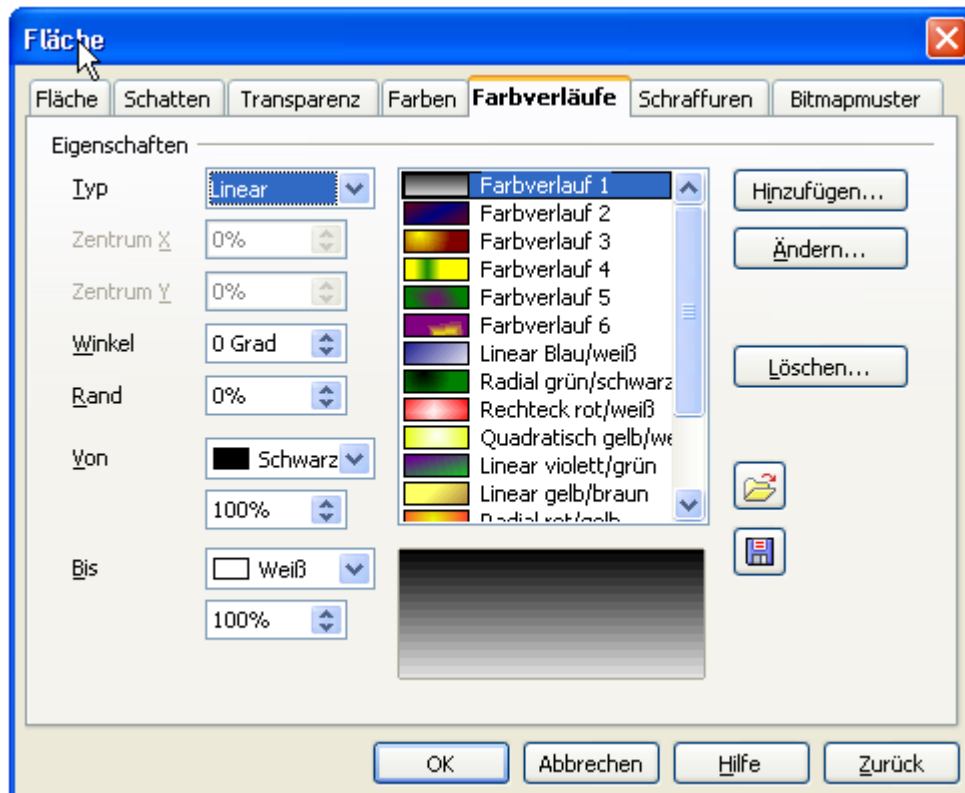 Fläche
Fläche Schatten Transparenz Farben Farbverläufe Schraffuren Bitmapmuster
Eigenschaften
Typ Linear
Zentrum X 0%
Zentrum Y 0%
Winkel 0 Grad
Rand 0%
Von Schwarz
100%
Bis Weiß
100%
Farbverlauf 1
Farbverlauf 2
Farbverlauf 3
Farbverlauf 4
Farbverlauf 5
Farbverlauf 6
Linear Blau/weiß
Radial grün/schwarz
Rechteck rot/weiß
Quadratisch gelb/we
Linear violett/grün
Linear gelb/braun
Radial rot/gelb
Hinzufügen...
Ändern...
Löschen...
OK Abbrechen Hilfe Zurück